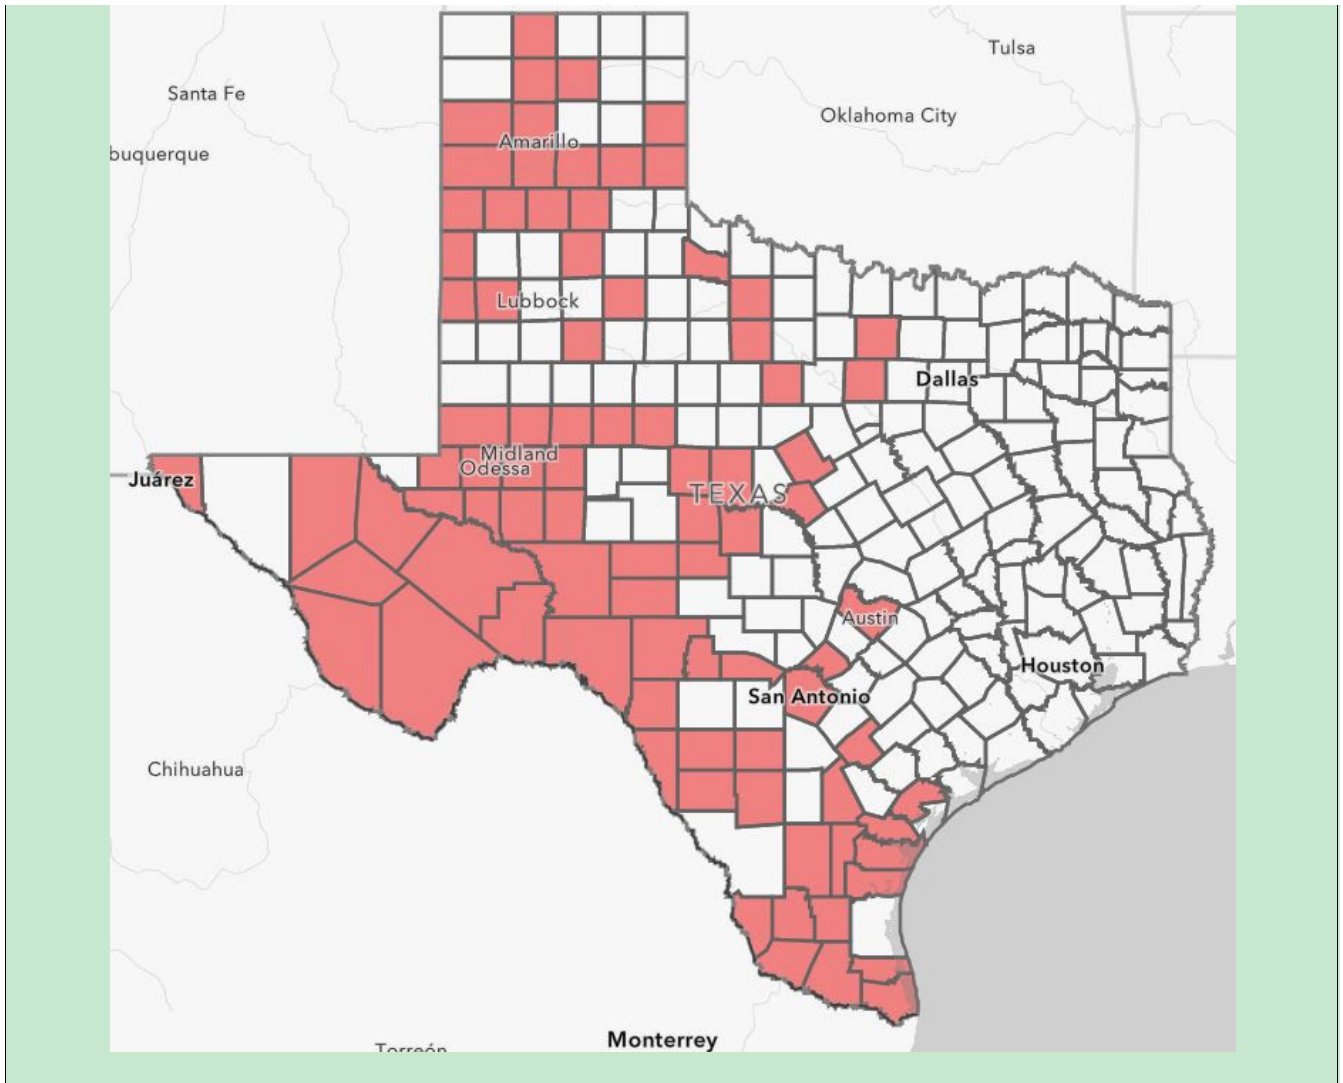 Tulsa
Santa Fe
Oklahoma City
Amarillo
buquerque
Lubbock
Dallas
Midland
Odessa
Juárez
TEXAS
Austin
Houston
San Antonio
Chihuahua
Monterrey
Torreón